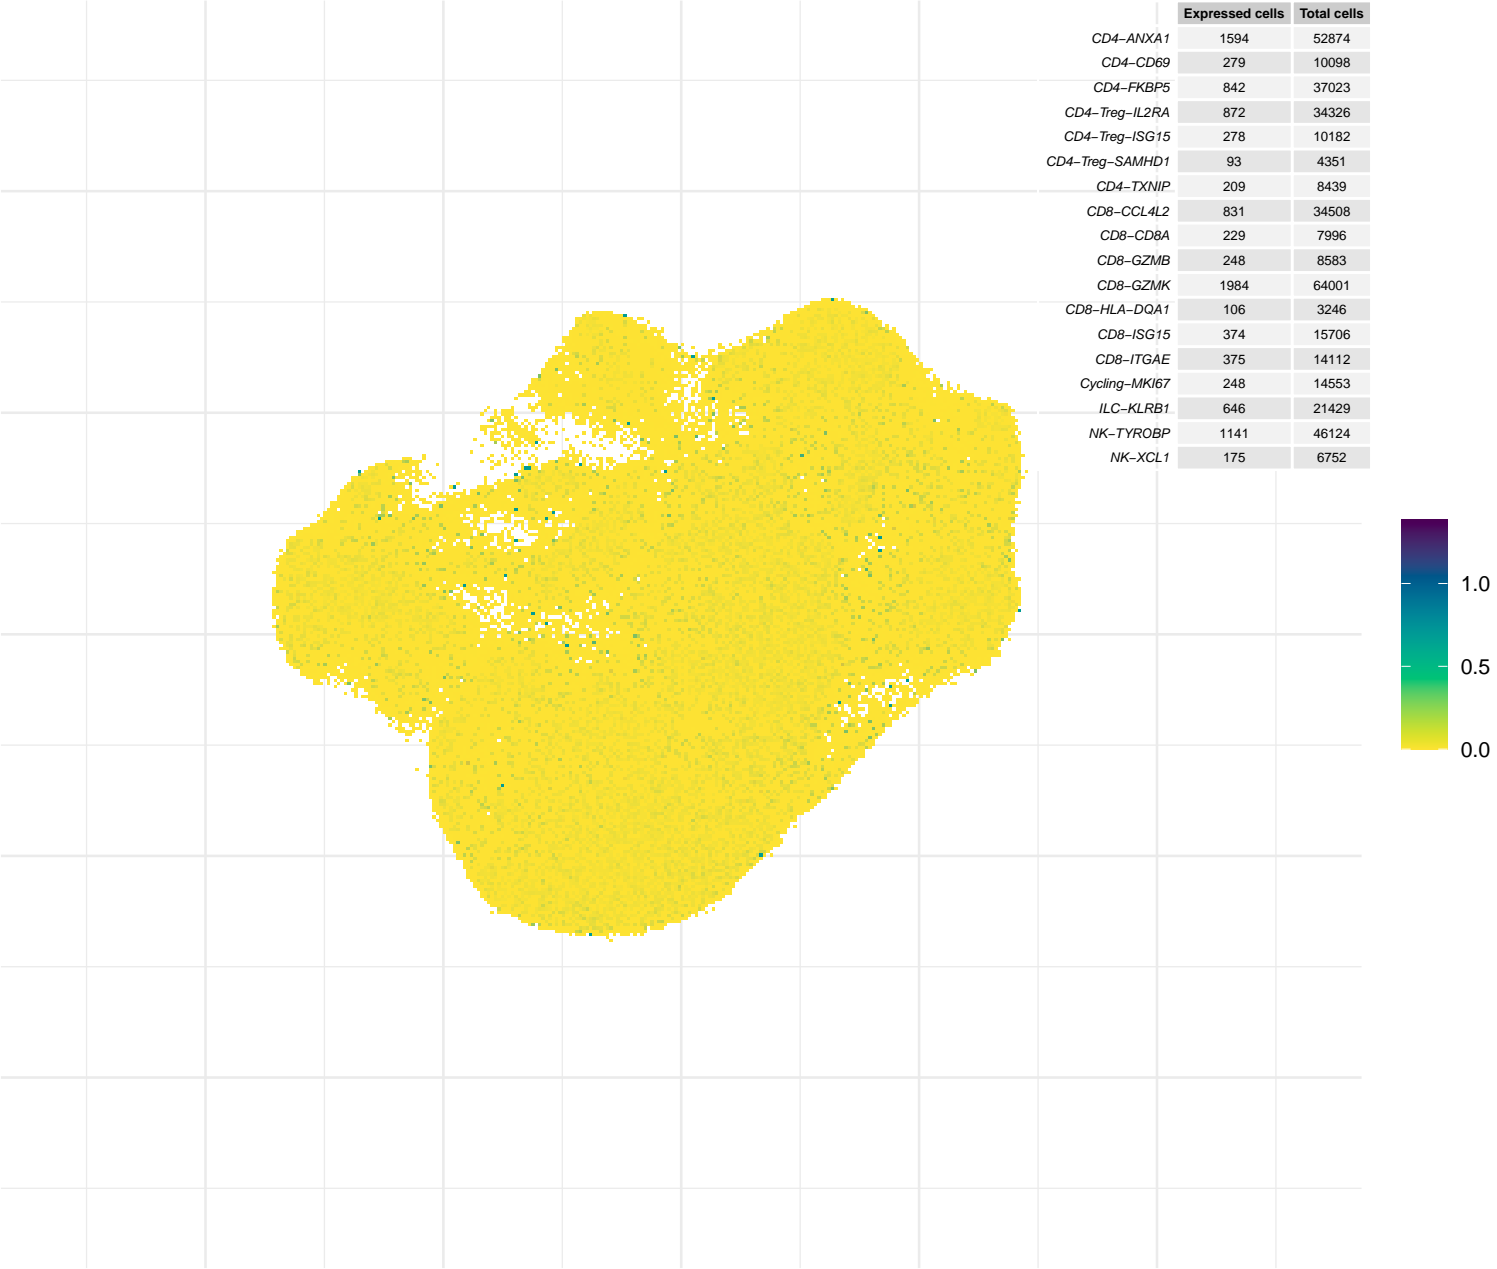 Expressed cells Total cells
CD4−ANXA1 1594 52874
CD4−CD69 279 10098
CD4−FKBP5 842 37023
CD4−Treg−IL2RA 872 34326
CD4−Treg−ISG15 278 10182
CD4−Treg−SAMHD1 93 4351
CD4−TXNIP 209 8439
CD8−CCL4L2 831 34508
CD8−CD8A 229 7996
CD8−GZMB 248 8583
CD8−GZMK 1984 64001
CD8−HLA−DQA1 106 3246
CD8−ISG15 374 15706
CD8−ITGAE 375 14112
Cycling−MKI67 248 14553
ILC−KLRB1 646 21429
NK−TYROBP 1141 46124
NK−XCL1 175 6752
1.0
0.5
0.0